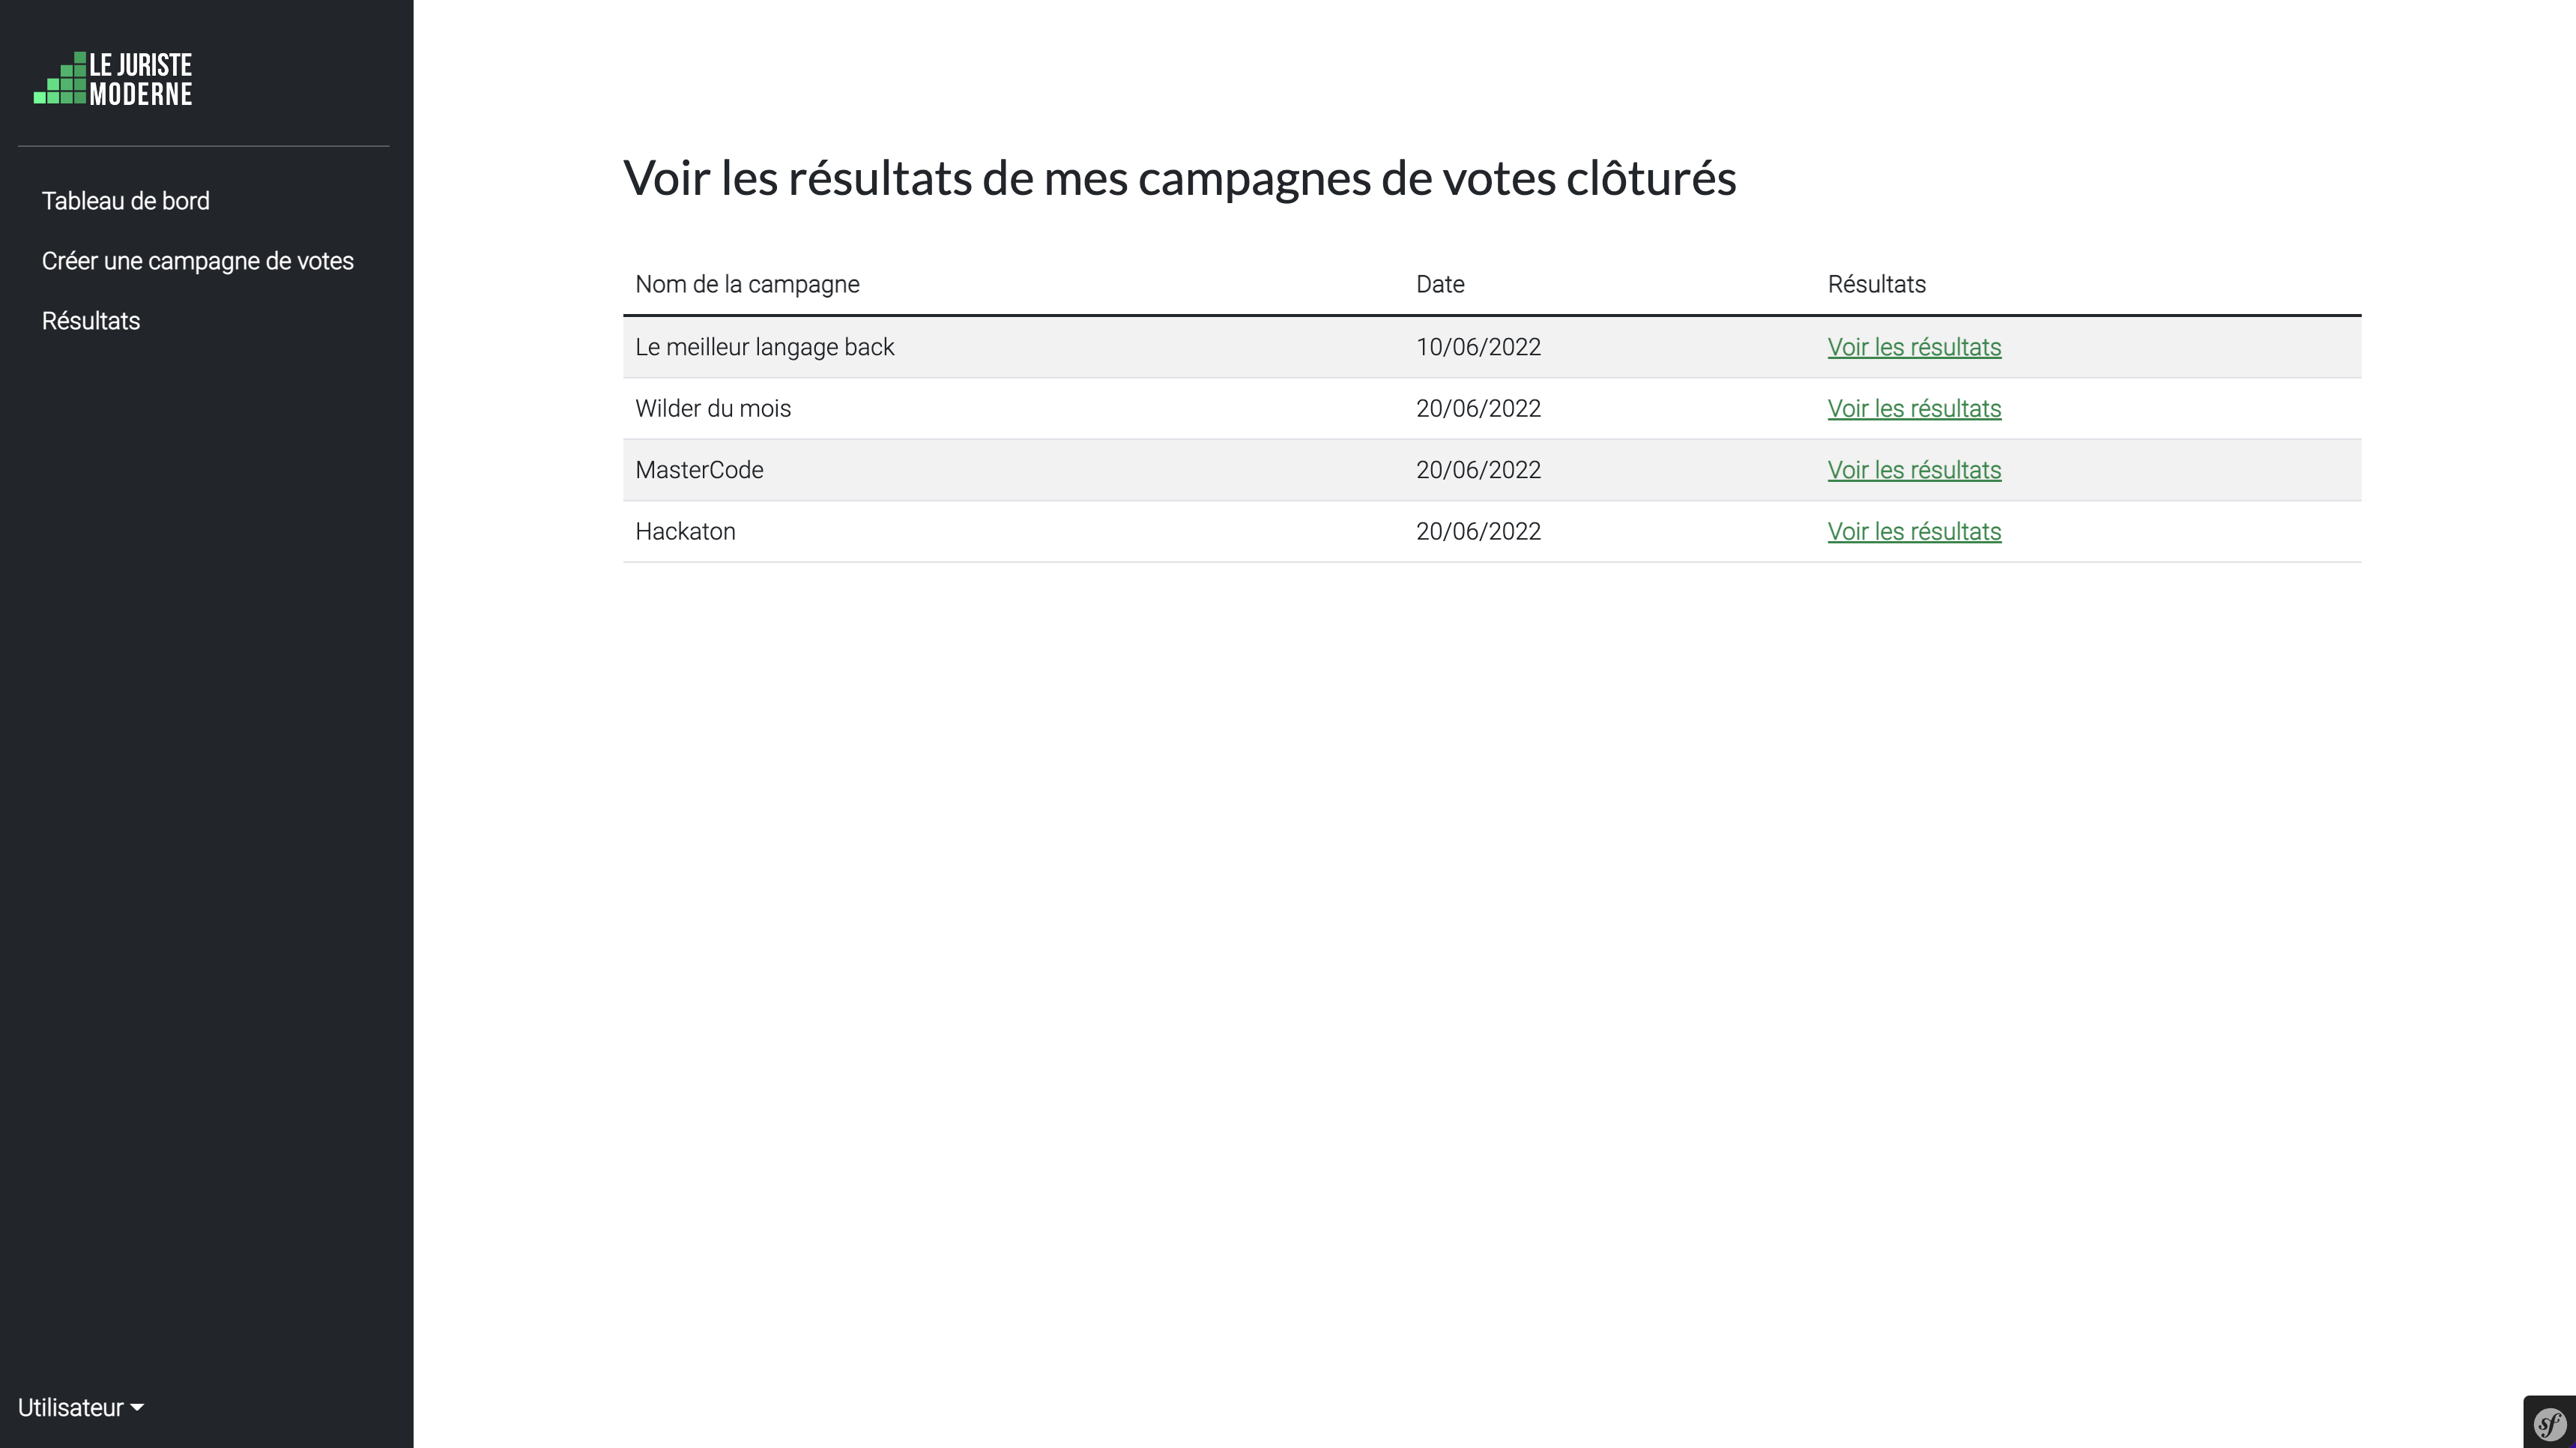 LE JURISTE
MODERNE
Tableau de bord
Créer une campagne de votes
Résultats
Utilisateur
Voir les résultats de mes campagnes de votes clôturés
Nom de la campagne Date Résultats
Le meilleur langage back 10/06/2022 Voir les résultats
Wilder du mois 20/06/2022 Voir les résultats
MasterCode 20/06/2022 Voir les résultats
Hackaton 20/06/2022 Voir les résultats
sf